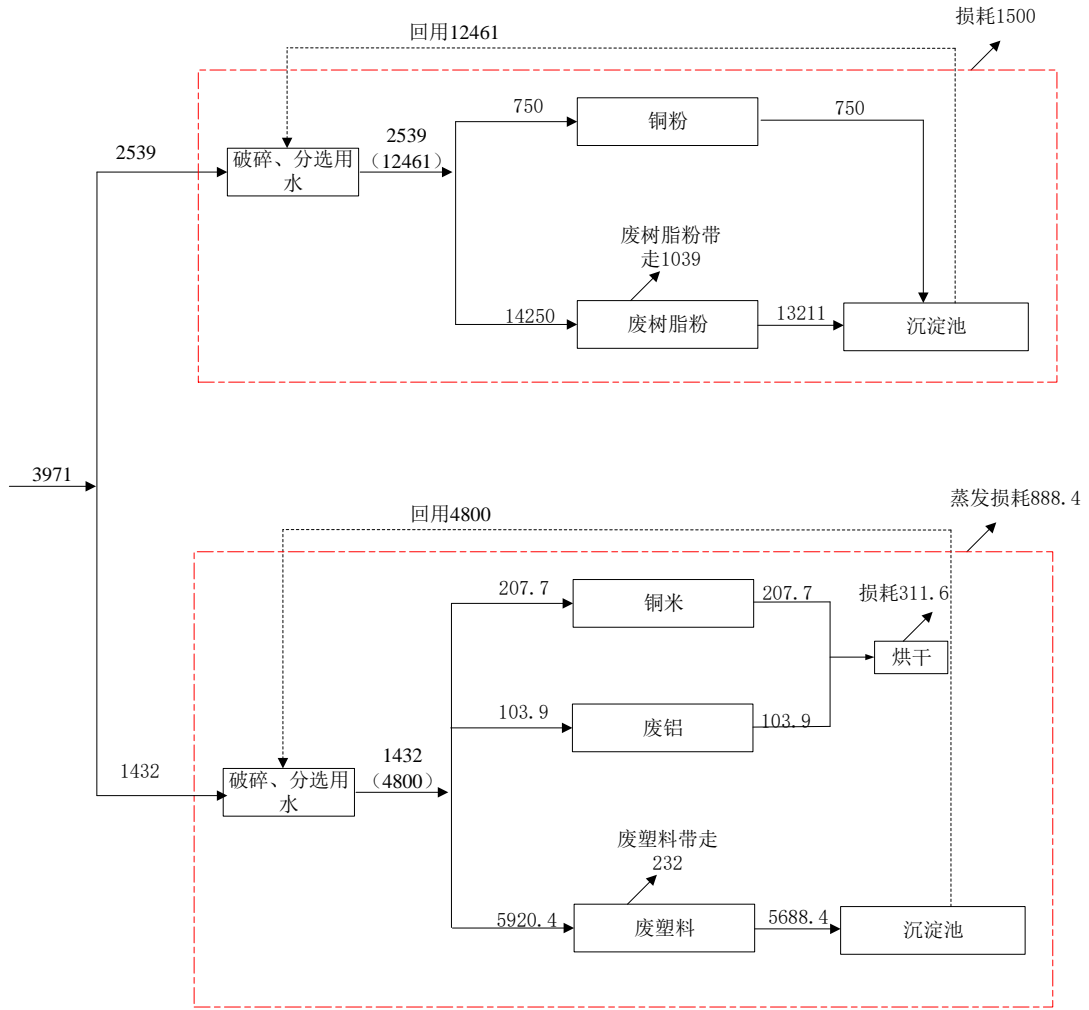 回用12461
损耗1500
750
铜粉
750
2539
2539
（12461）
破碎、分选用
水
废树脂粉带
走1039
14250
废树脂粉
13211
沉淀池
3971
回用4800
蒸发损耗888.4
207.7
铜米
207.7
损耗311.6
烘干
103.9
废铝
103.9
1432
1432
（4800）
破碎、分选用
水
废塑料带走
232
5920.4
废塑料
5688.4
沉淀池